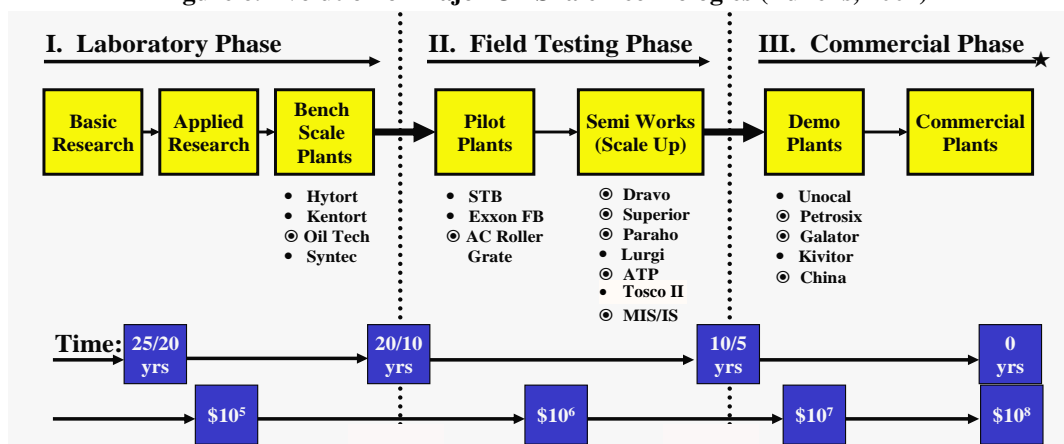 I. Laboratory Phase
II. Field Testing Phase
III. Commercial Phase
Basic
Research
Applied
Research
Bench
Scale
Plants
Pilot
Plants
Semi Works
(Scale Up)
Demo
Plants
Commercial
Plants
• Hytort
• Kentort
◉ Oil Tech
• Syntec
• STB
• Exxon FB
◉ AC Roller
Grate
◉ Dravo
◉ Superior
◉ Paraho
• Lurgi
◉ ATP
• Tosco II
◉ MIS/IS
• Unocal
◉ Petrosix
◉ Galator
• Kivitor
◉ China
Time:
25/20
yrs
20/10
yrs
10/5
yrs
0
yrs
$10⁵
$10⁶
$10⁷
$10⁸